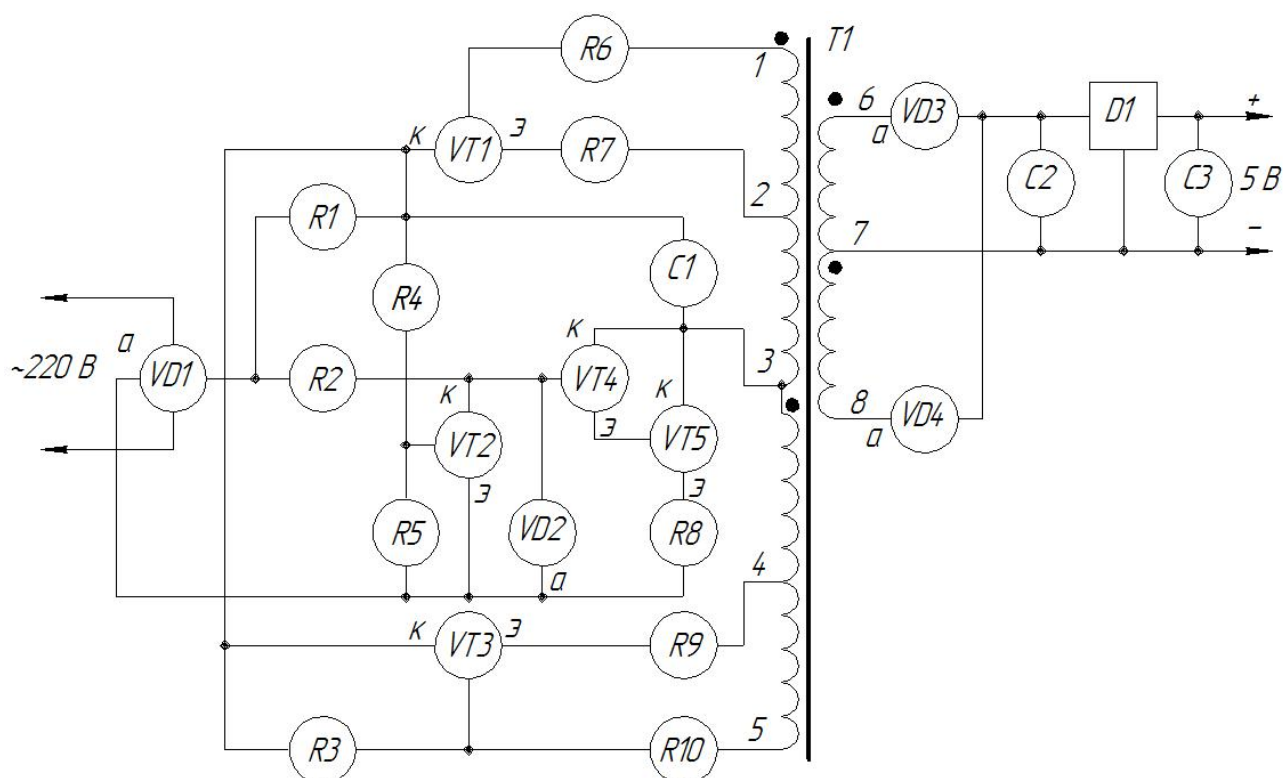 R6
1
T1
6
VD3
D1
+
к
VT1
э
R7
а
C2
C3
5 В
2
R1
7
-
C1
R4
к
~220 В
а
VD1
R2
VT4
3
к
к
8
VD4
VT2
э
VT5
а
э
э
R5
VD2
R8
а
4
к
VT3
э
R9
R3
R10
5